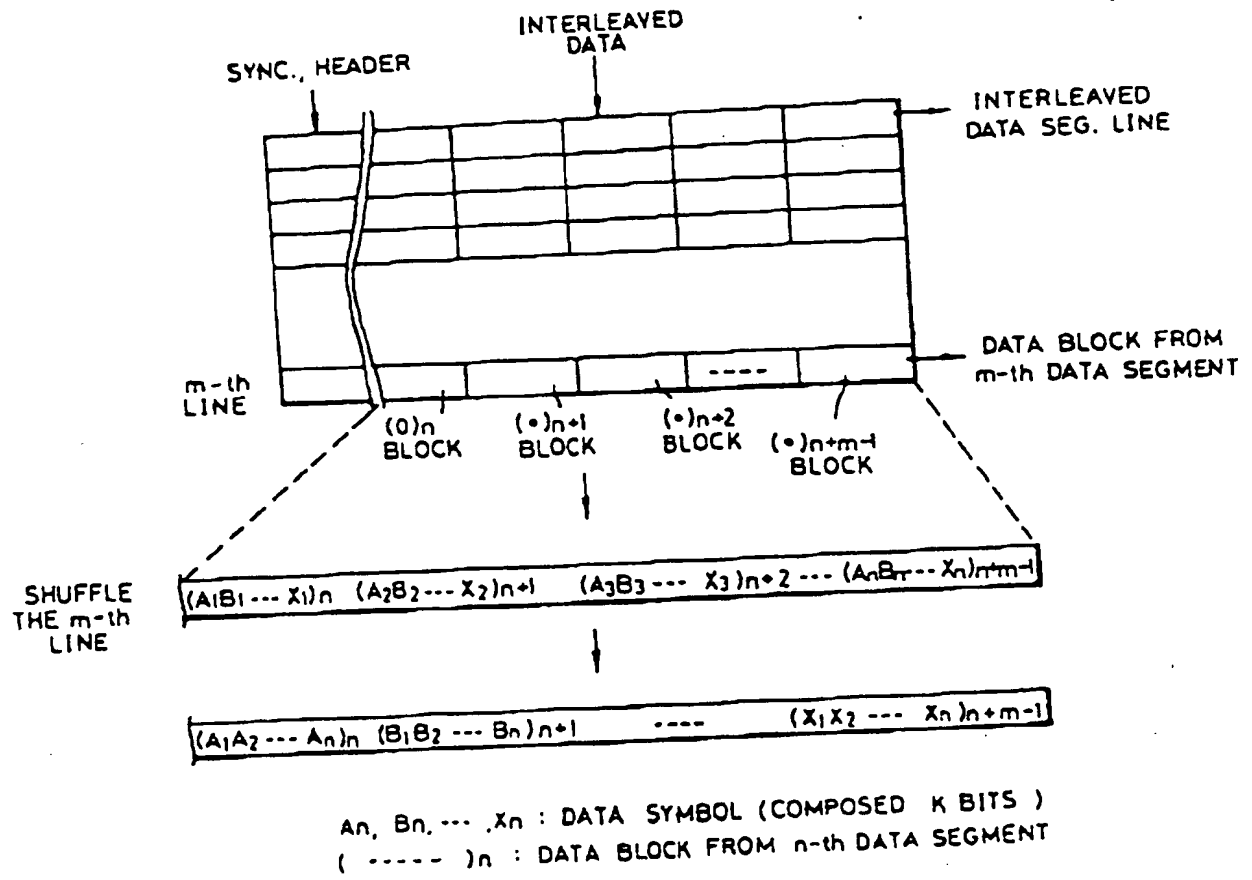 INTERLEAVED
DATA
SYNC., HEADER
INTERLEAVED
DATA SEG. LINE
m-th
LINE
----
DATA BLOCK FROM
m-th DATA SEGMENT
(0)n
BLOCK
(•)n+1
BLOCK
(•)n+2
BLOCK
(•)n+m-1
BLOCK
SHUFFLE
THE m-th
LINE
(A1B1 --- X1)n (A2B2 --- X2)n+1 (A3B3 --- X3)n+2 --- (AnBn --- Xn)n+m-1
(A1A2 --- An)n (B1B2 --- Bn)n+1 ---- (X1X2 --- Xn)n+m-1
An, Bn, --- ,Xn : DATA SYMBOL (COMPOSED K BITS )
( ----- )n : DATA BLOCK FROM n-th DATA SEGMENT